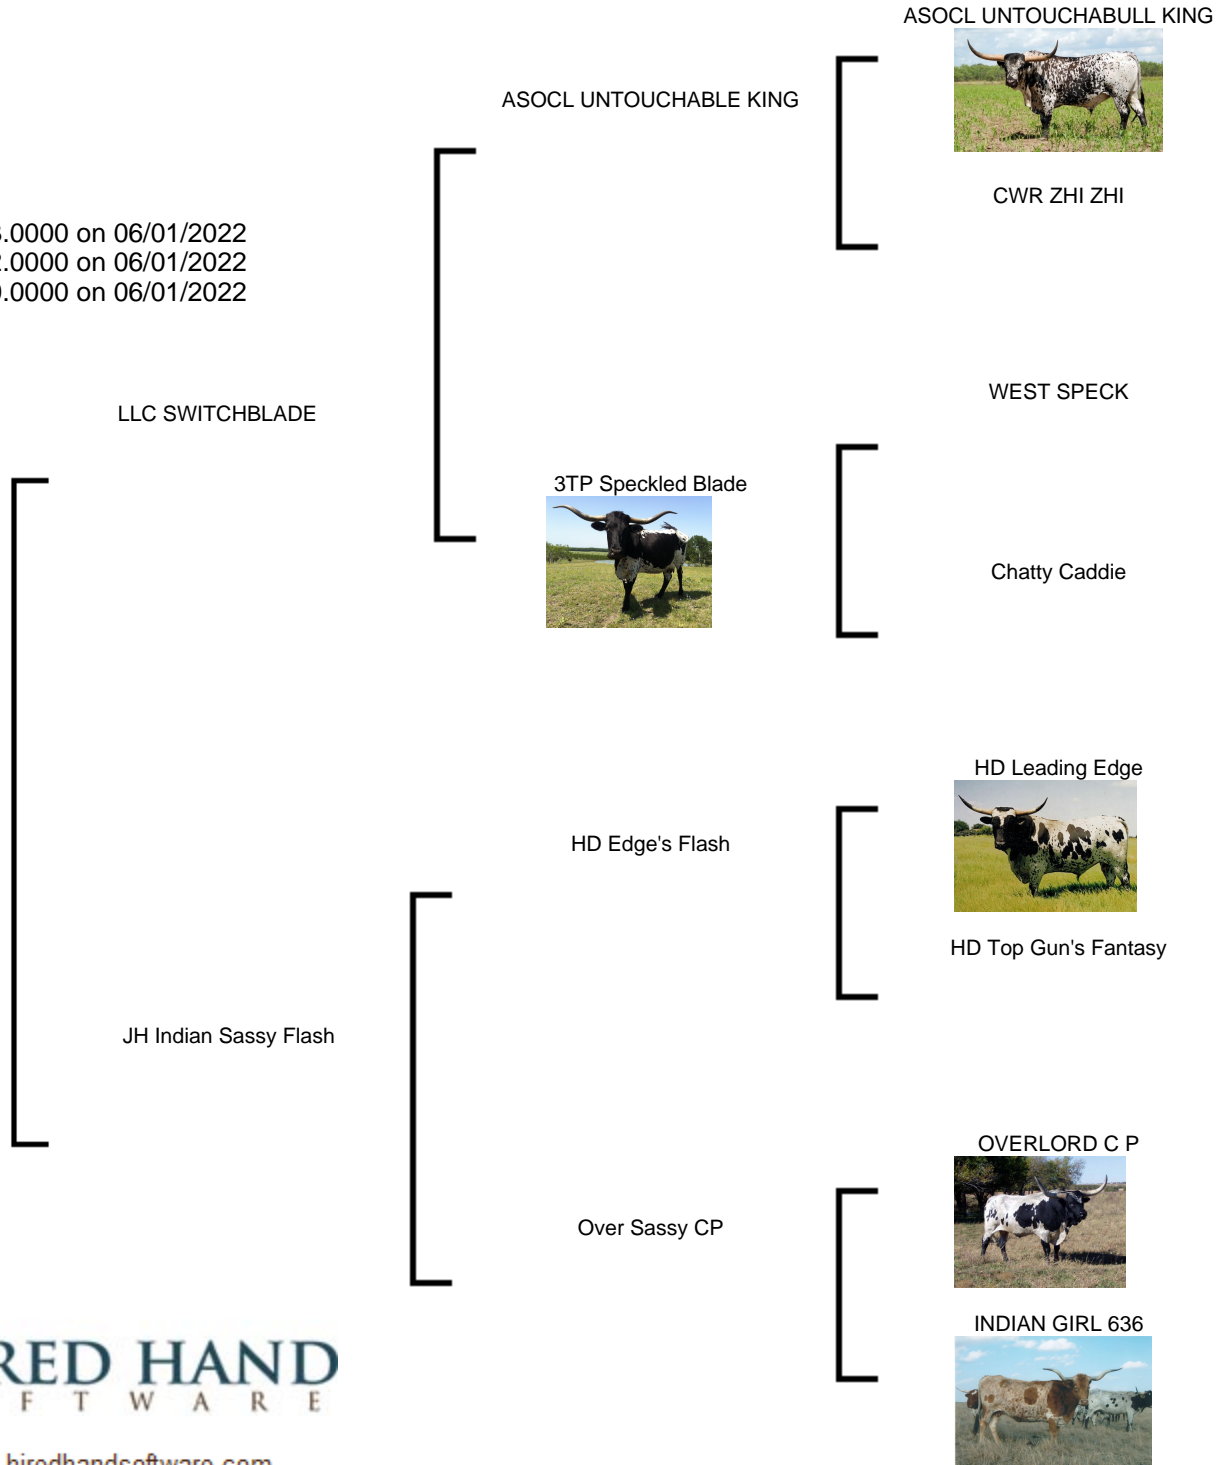 ASOCL UNTOUCHABULL KING
ASOCL UNTOUCHABLE KING
CWR ZHI ZHI
.0000 on 06/01/2022
.0000 on 06/01/2022
.0000 on 06/01/2022
WEST SPECK
LLC SWITCHBLADE
3TP Speckled Blade
Chatty Caddie
HD Leading Edge
HD Edge's Flash
HD Top Gun's Fantasy
JH Indian Sassy Flash
OVERLORD C P
Over Sassy CP
INDIAN GIRL 636
RED HAND
F T W A R E
hiredhandsoftware.com